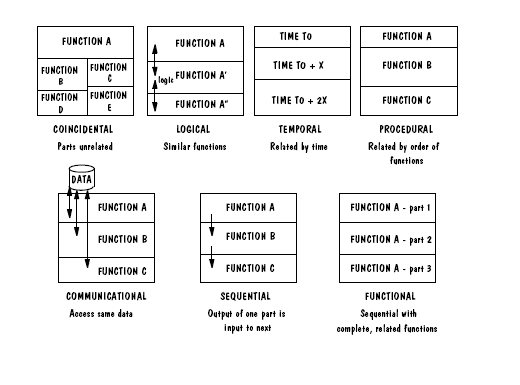 FUNCTION A
FUNCTION
B
FUNCTION
C
FUNCTION
D
FUNCTION
E
COINCIDENTAL
Parts unrelated
FUNCTION A
logic
FUNCTION A'
FUNCTION A"
LOGICAL
Similar functions
TIME TO
TIME TO + X
TIME TO + 2X
TEMPORAL
Related by time
FUNCTION A
FUNCTION B
FUNCTION C
PROCEDURAL
Related by order of
functions
DATA
FUNCTION A
FUNCTION B
FUNCTION C
COMMUNICATIONAL
Access same data
FUNCTION A
FUNCTION B
FUNCTION C
SEQUENTIAL
Output of one part is
input to next
FUNCTION A - part 1
FUNCTION A - part 2
FUNCTION A - part 3
FUNCTIONAL
Sequential with
complete, related functions